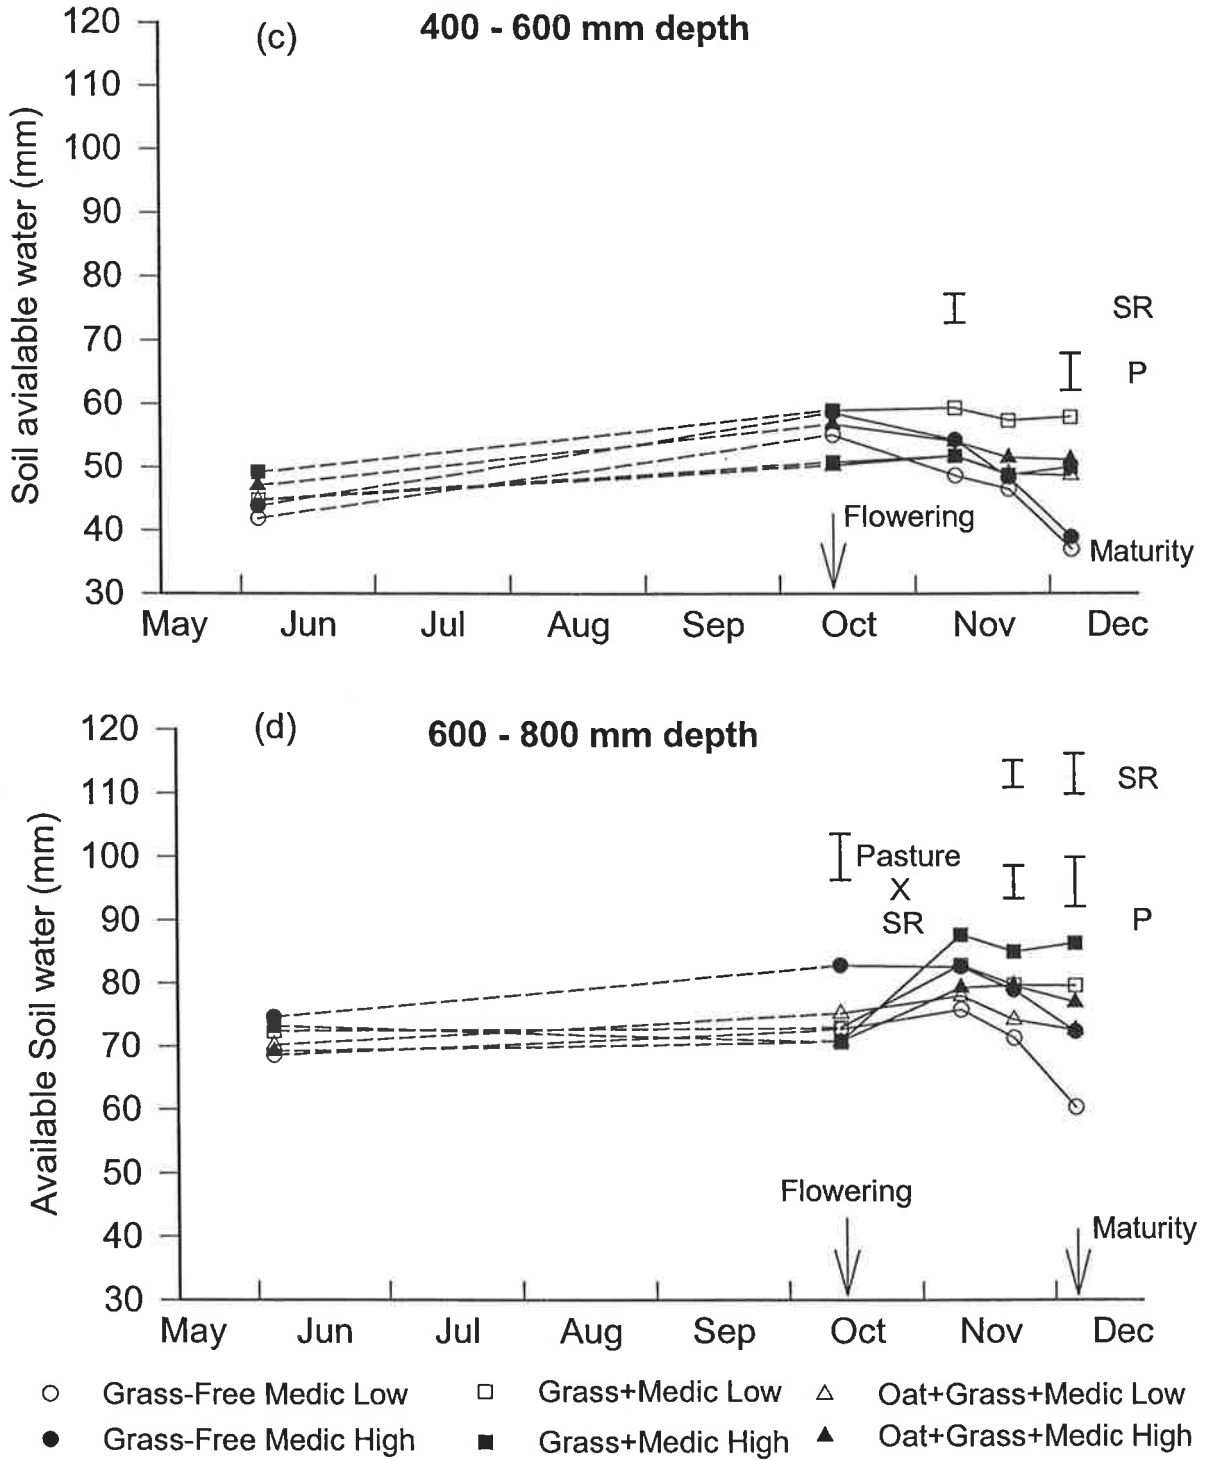 (c) 400 - 600 mm depth
Soil avialable water (mm)
120
110
100
90
80
70
60
50
40
30
SR
P
Flowering
Maturity
May Jun Jul Aug Sep Oct Nov Dec
(d) 600 - 800 mm depth
Available Soil water (mm)
120
110
100
90
80
70
60
50
40
30
SR
Pasture
X
SR
P
Flowering
Maturity
May Jun Jul Aug Sep Oct Nov Dec
Grass-Free Medic Low Grass+Medic Low Oat+Grass+Medic Low
Grass-Free Medic High Grass+Medic High Oat+Grass+Medic High